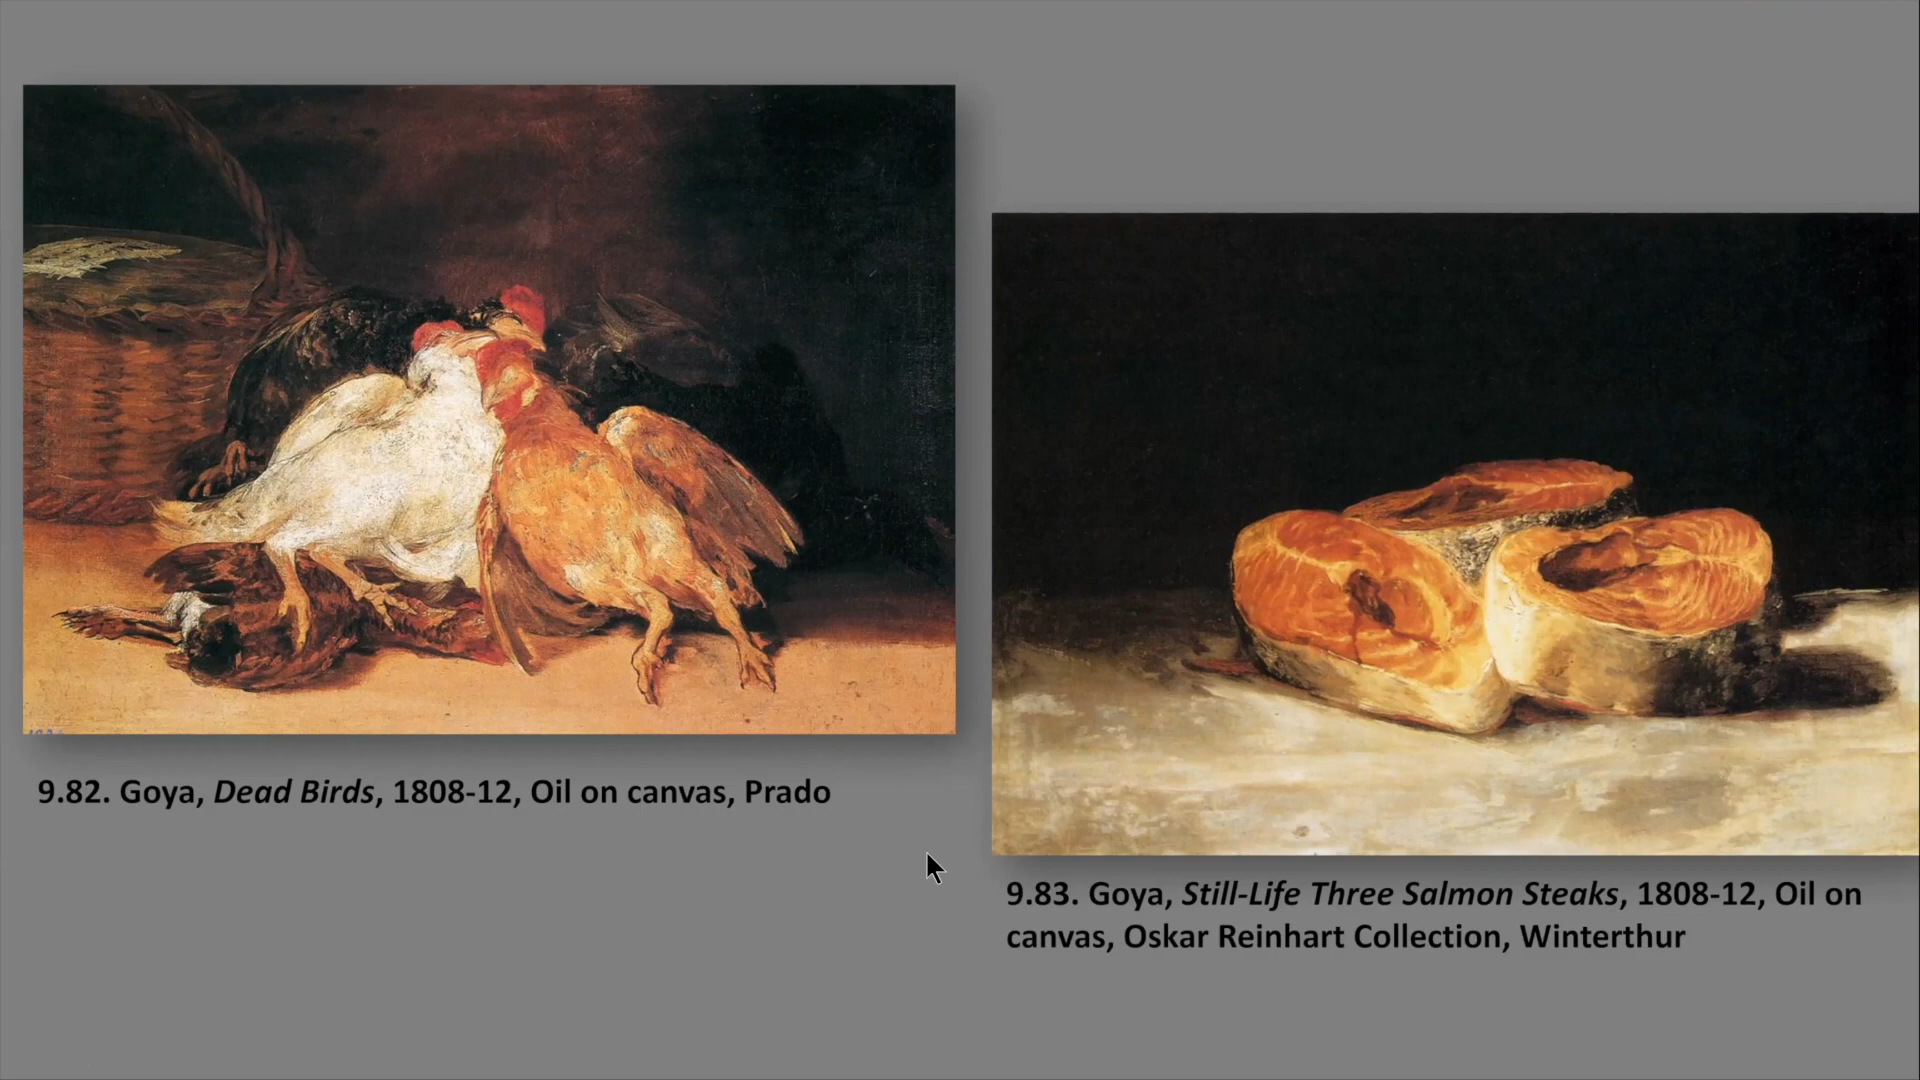 9.82. Goya, Dead Birds, 1808-12, Oil on canvas, Prado
9.83. Goya, Still-Life Three Salmon Steaks, 1808-12, Oil on
canvas, Oskar Reinhart Collection, Winterthur